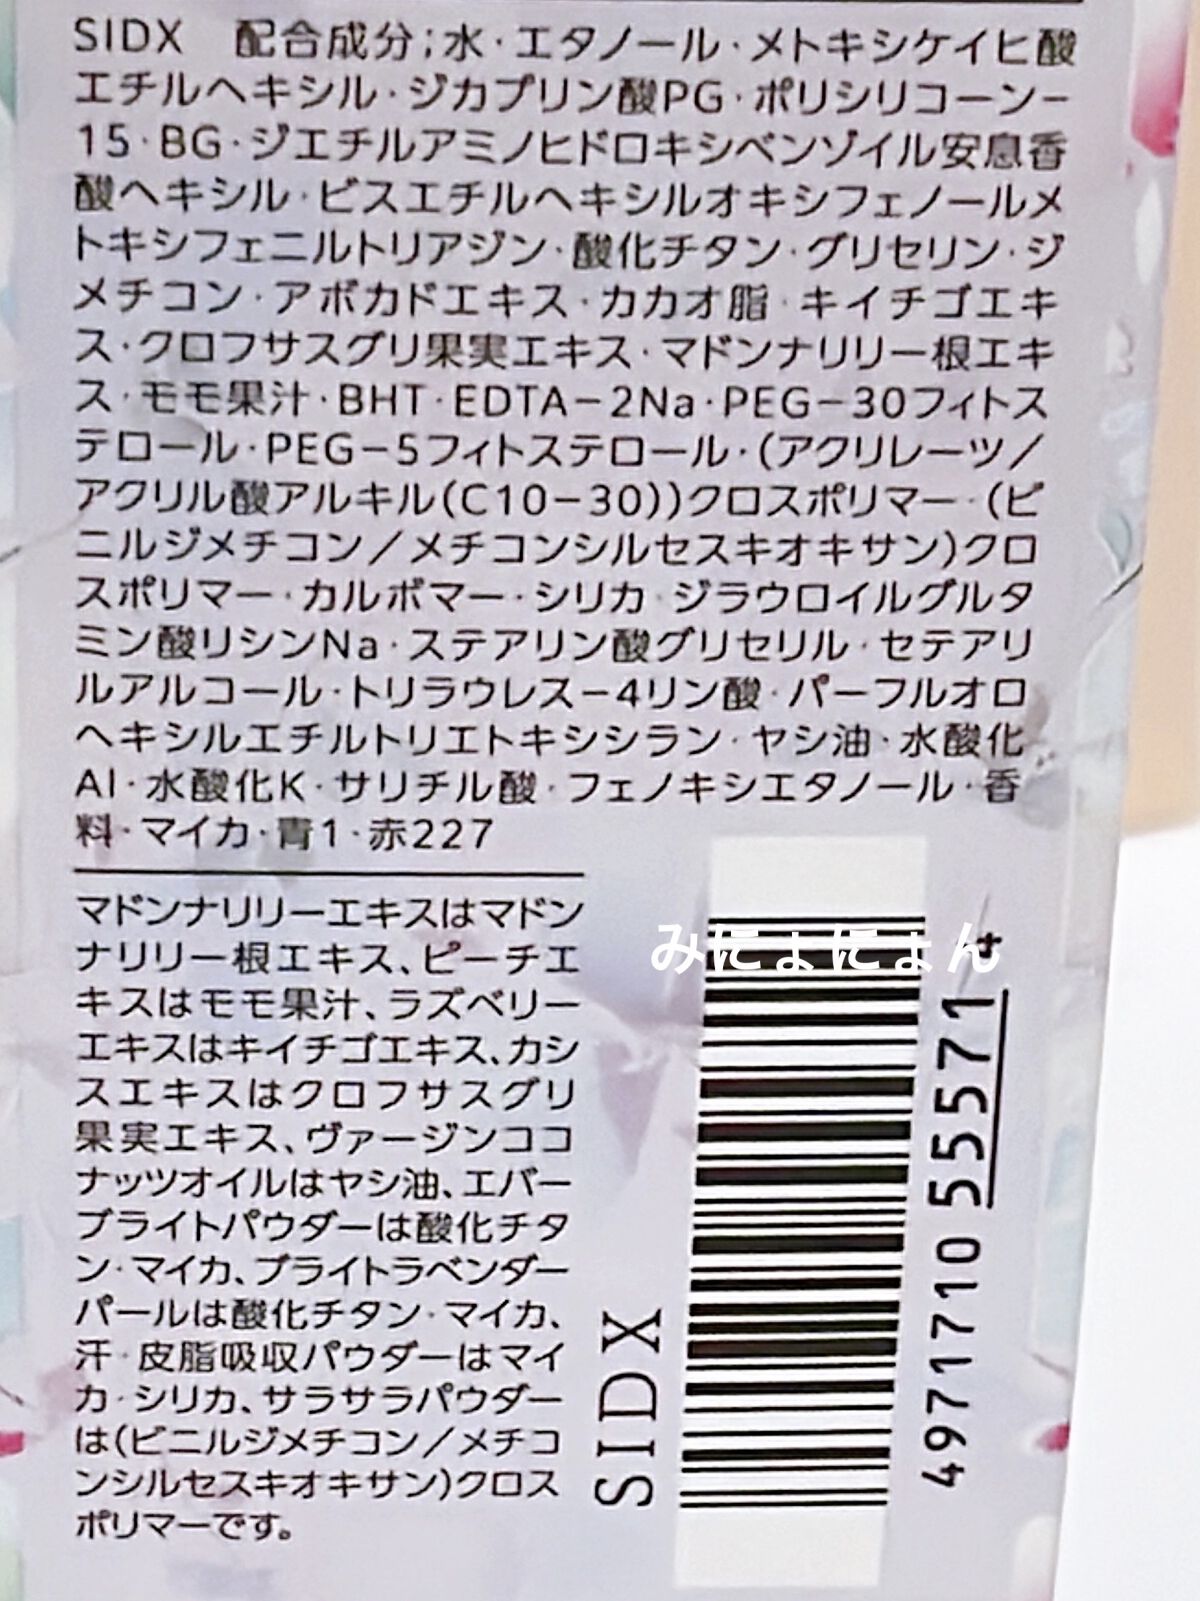 SIDX　配合成分;水・エタノール・メトキシケイヒ酸
エチルヘキシル・ジカプリン酸PG・ポリシリコーン−
15・BG・ジエチルアミノヒドロキシベンゾイル安息香
酸ヘキシル・ビスエチルヘキシルオキシフェノールメ
トキシフェニルトリアジン・酸化チタン・グリセリン・ジ
メチコン・アボカドエキス・カカオ脂・キイチゴエキ
ス・クロフサスグリ果実エキス・マドンナリリー根エキ
ス・モモ果汁・BHT・EDTA−2Na・PEG−30フィトス
テロール・PEG−5フィトステロール・(アクリレーツ／
アクリル酸アルキル(C10−30))クロスポリマー・(ビ
ニルジメチコン／メチコンシルセスキオキサン)クロ
スポリマー・カルボマー・シリカ・ジラウロイルグルタ
ミン酸リシンNa・ステアリン酸グリセリル・セテアリ
ルアルコール・トリラウレス−4リン酸・パーフルオロ
ヘキシルエチルトリエトキシシラン・ヤシ油・水酸化
Al・水酸化K・サリチル酸・フェノキシエタノール・香
料・マイカ・青1・赤227
マドンナリリーエキスはマドン
ナリリー根エキス、ピーチエ
キスはモモ果汁、ラズベリー
エキスはキイチゴエキス、カシ
スエキスはクロフサスグリ
果実エキス、ヴァージンココ
ナッツオイルはヤシ油、エバー
ブライトパウダーは酸化チタ
ン・マイカ、ブライトラベンダー
パールは酸化チタン・マイカ、
汗・皮脂吸収パウダーはマイ
カ・シリカ、サラサラパウダー
は(ビニルジメチコン／メチコ
ンシルセスキオキサン)クロス
ポリマーです。
SIDX
みにょにょん
4971710 555714